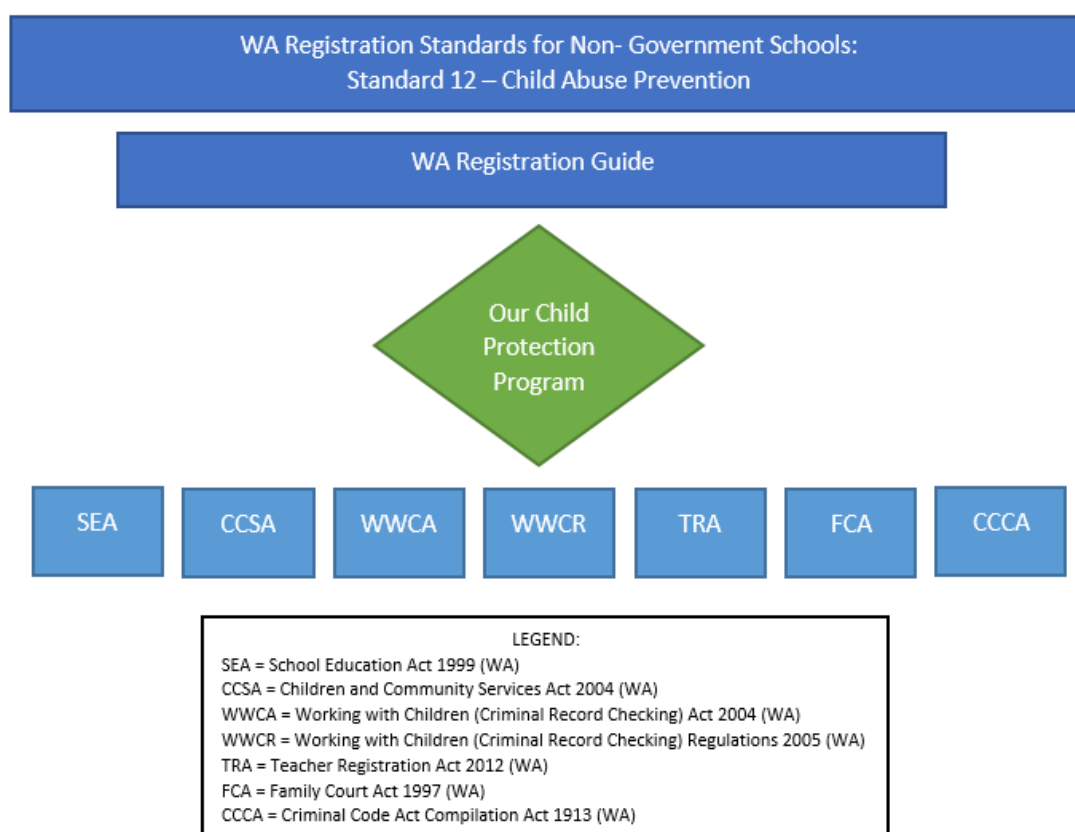 WA Registration Standards for Non- Government Schools:
Standard 12 – Child Abuse Prevention
WA Registration Guide
Our Child
Protection
Program
SEA
CCSA
WWCA
WWCR
TRA
FCA
CCCA
LEGEND:
SEA = School Education Act 1999 (WA)
CCSA = Children and Community Services Act 2004 (WA)
WWCA = Working with Children (Criminal Record Checking) Act 2004 (WA)
WWCR = Working with Children (Criminal Record Checking) Regulations 2005 (WA)
TRA = Teacher Registration Act 2012 (WA)
FCA = Family Court Act 1997 (WA)
CCCA = Criminal Code Act Compilation Act 1913 (WA)